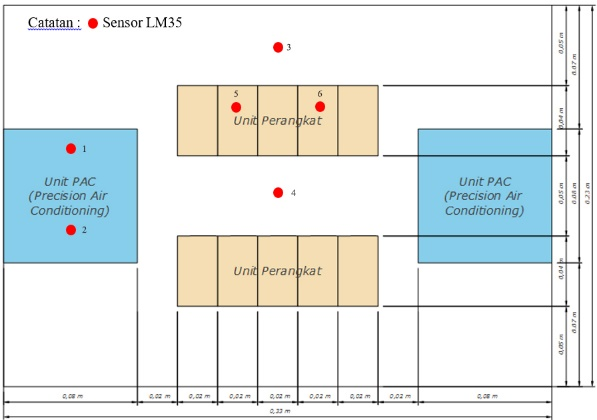 Catatan : Sensor LM35
3
5
6
Unit Perangkat
1
Unit PAC
(Precision Air
Conditioning)
2
4
Unit PAC
(Precision Air
Conditioning)
Unit Perangkat
0,05 m
0,04 m
0,05 m
0,04 m
0,05 m
0,07 m
0,08 m
0,07 m
0,23 m
0,08 m
0,02 m
0,02 m
0,02 m
0,02 m
0,02 m
0,02 m
0,02 m
0,08 m
0,33 m